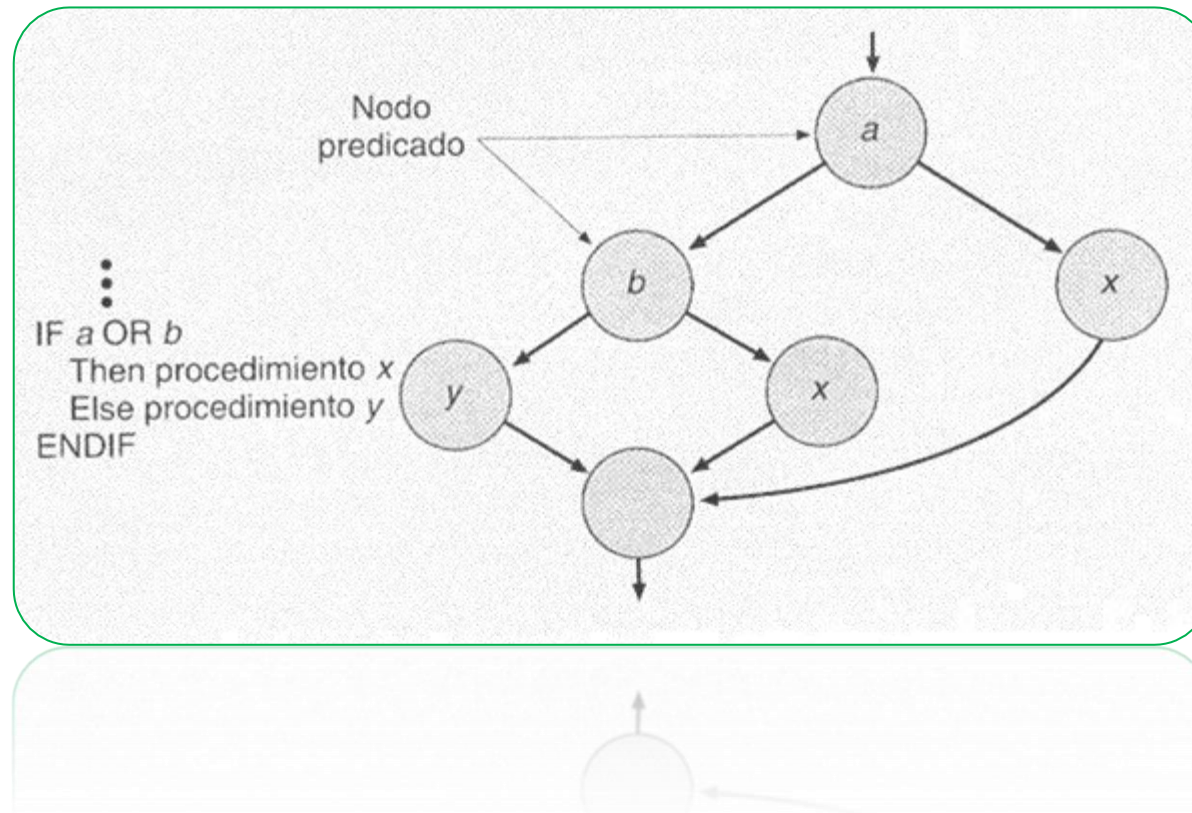 Nodo
predicado
a
b
x
IF a OR b
Then procedimiento x
Else procedimiento y
ENDIF
y
x